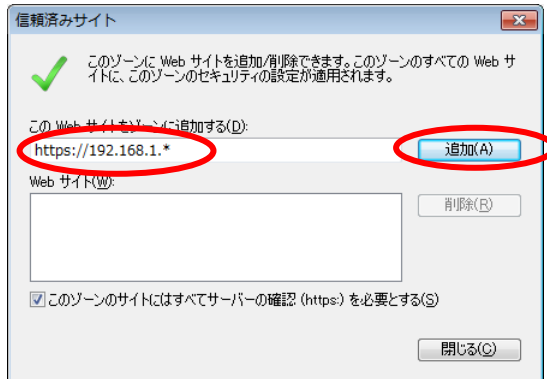 信頼済みサイト
このゾーンに Web サイトを追加/削除できます。このゾーンのすべての Web サ
イトに、このゾーンのセキュリティの設定が適用されます。
この Web サイトをゾーンに追加する(D):
https://192.168.1.*
追加(A)
Web サイト(W):
削除(R)
このゾーンのサイトにはすべてサーバーの確認 (https:) を必要とする(S)
閉じる(C)